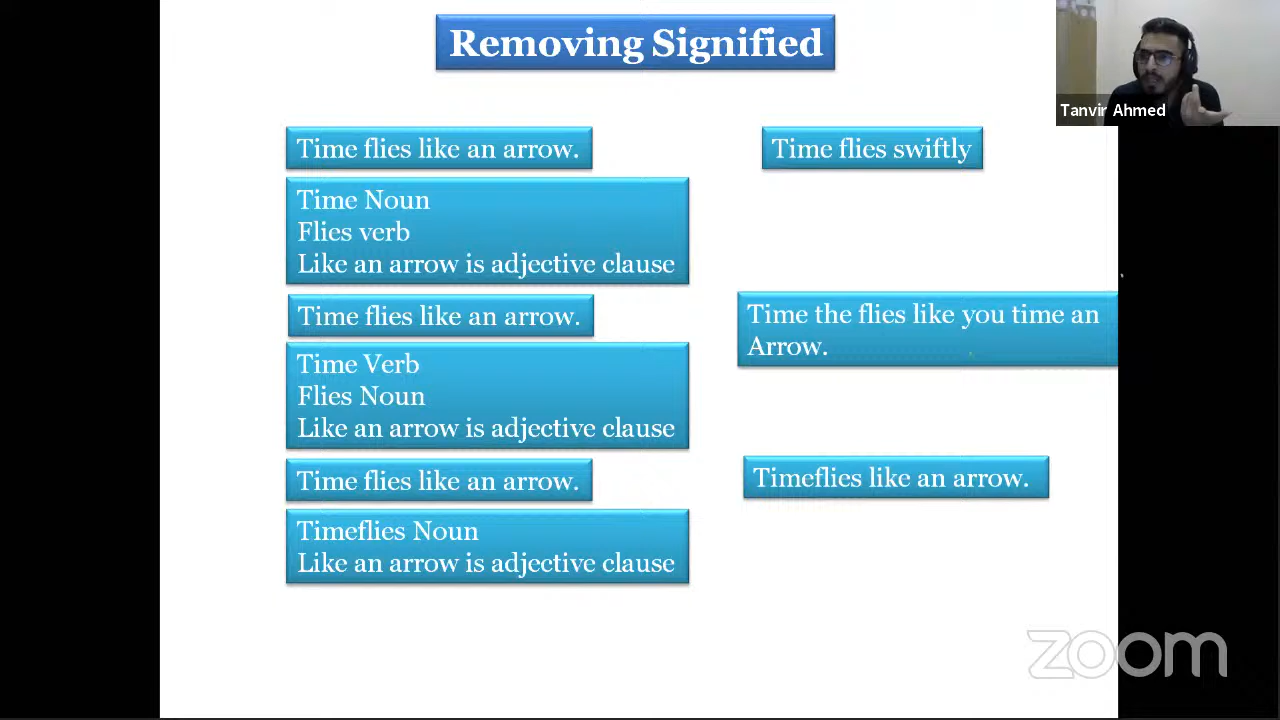 Removing Signified
Tanvir Ahmed
Time flies like an arrow.
Time flies swiftly
Time Noun
Flies verb
Like an arrow is adjective clause
Time flies like an arrow.
Time the flies like you time an
Arrow.
Time Verb
Flies Noun
Like an arrow is adjective clause
Time flies like an arrow.
Timeflies like an arrow.
Timeflies Noun
Like an arrow is adjective clause
zoom